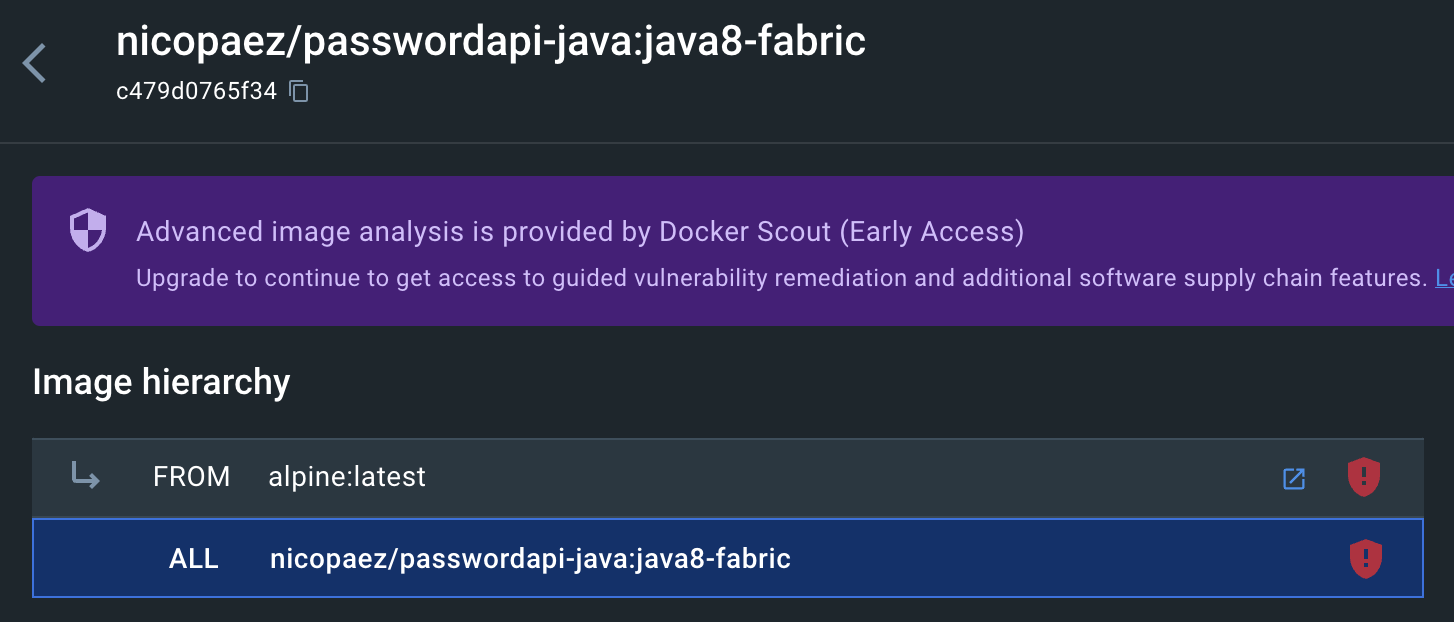 nicopaez/passwordapi-java:java8-fabric
c479d0765f34
Advanced image analysis is provided by Docker Scout (Early Access)
Upgrade to continue to get access to guided vulnerability remediation and additional software supply chain features. Le
Image hierarchy
FROM alpine:latest
ALL nicopaez/passwordapi-java:java8-fabric